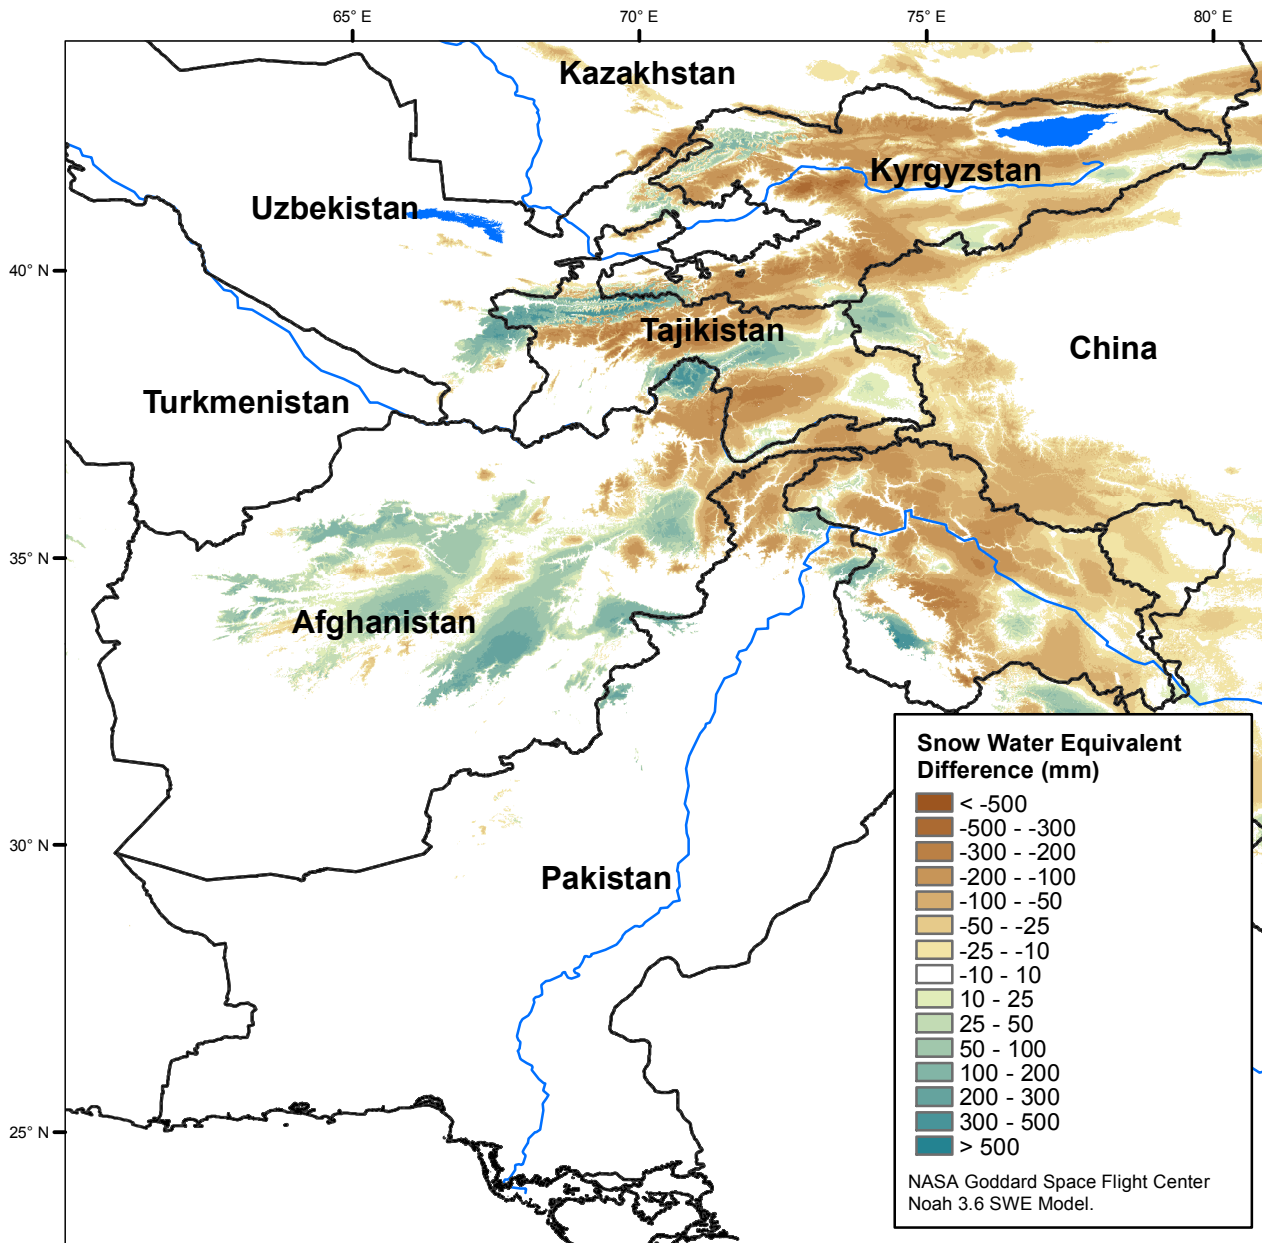 65° E
70° E
75° E
80° E
Kazakhstan
Kyrgyzstan
Uzbekistan
40° N
Tajikistan
China
Turkmenistan
35° N
Afghanistan
Snow Water Equivalent
Difference (mm)
< -500
-500 - -300
-300 - -200
-200 - -100
-100 - -50
-50 - -25
-25 - -10
-10 - 10
10 - 25
25 - 50
50 - 100
100 - 200
200 - 300
300 - 500
> 500
NASA Goddard Space Flight Center
Noah 3.6 SWE Model.
30° N
Pakistan
25° N